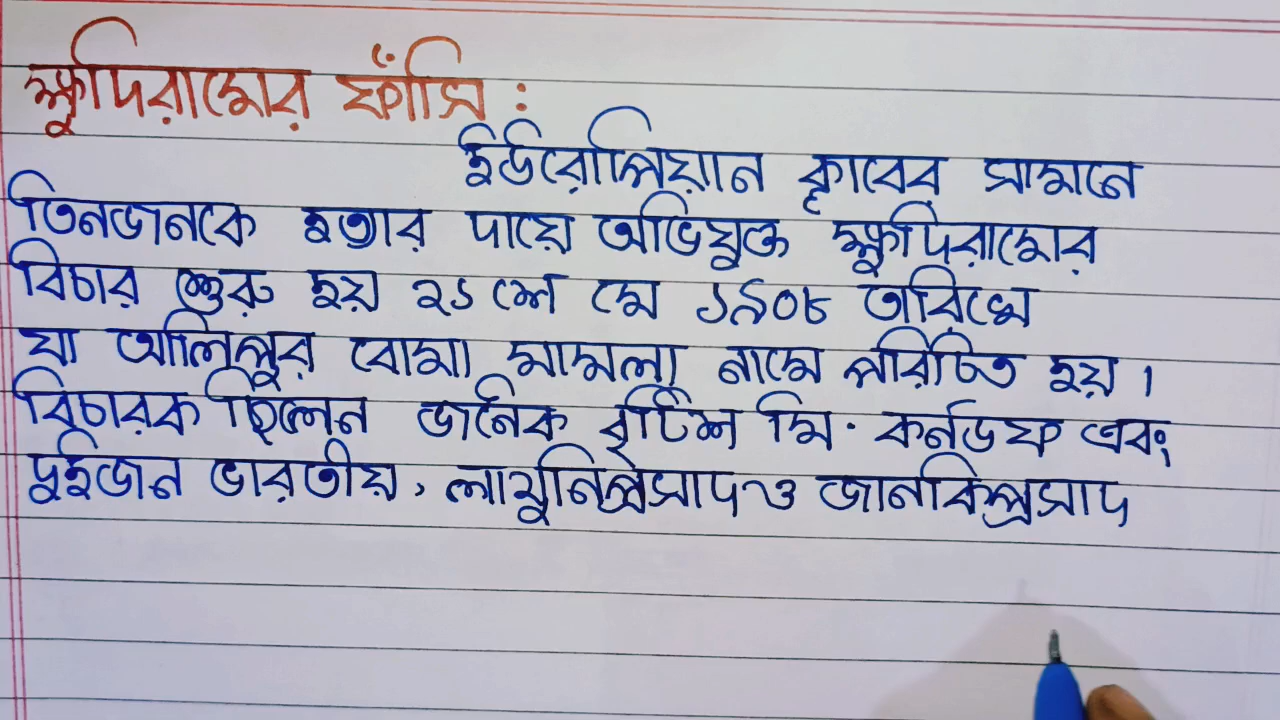 ক্ষুদিরামের ফাঁসি :
ইউরোপিয়ান ক্লাবের সামনে
তিনজনকে হত্যার দায়ে অভিযুক্ত ক্ষুদিরামের
বিচার শুরু হয় ২১ শে মে ১৯০৮ তারিখে
যা আলিপুর বোমা মামলা নামে পরিচিত হয়।
বিচারক ছিলেন জনৈক বৃটিশ মি. কর্নডফ এবং
দুইজন ভারতীয়, লাথুনিপ্রসাদ ও জানকিপ্রসাদ